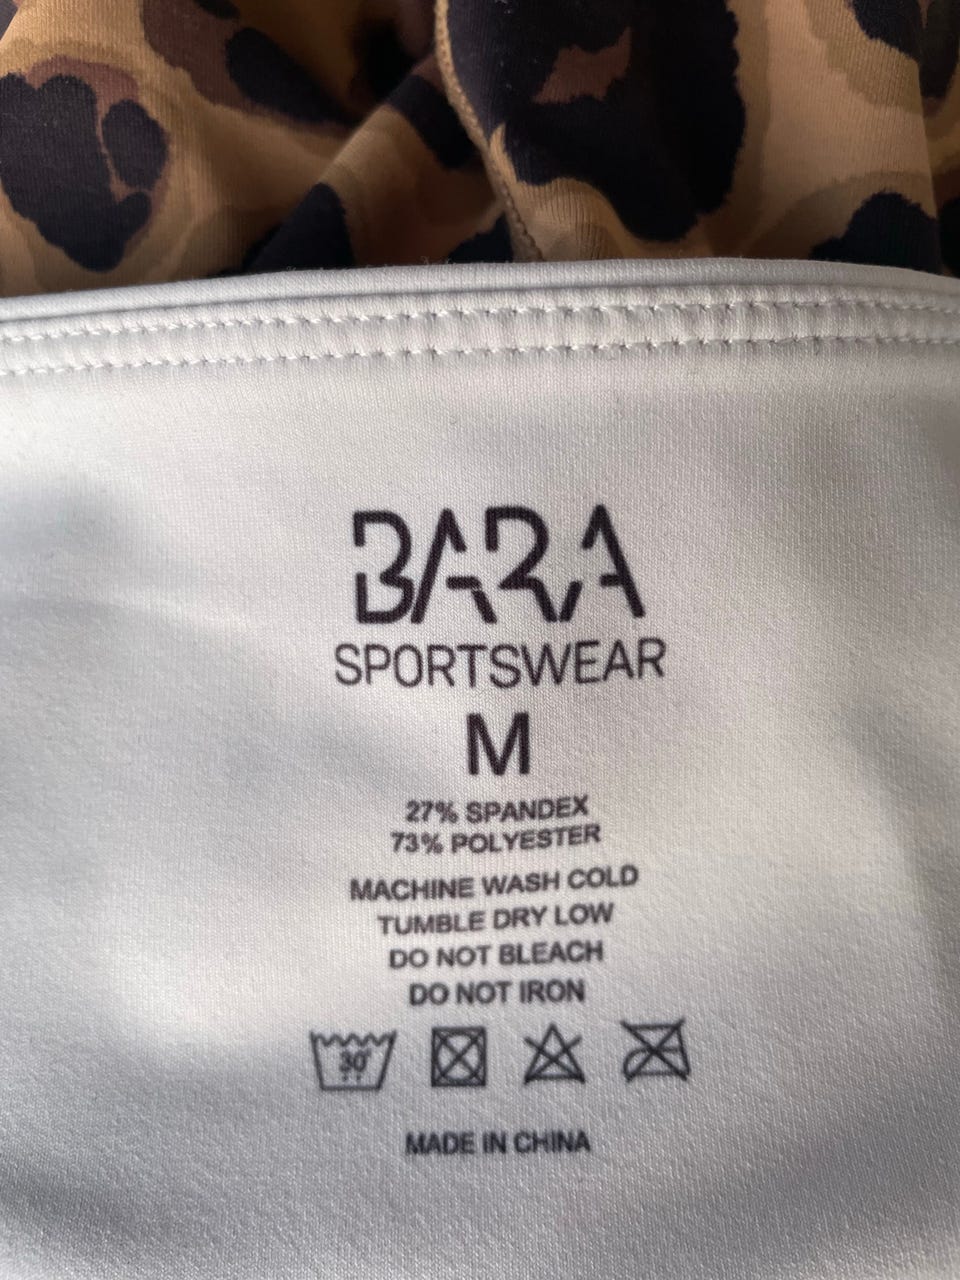 BARA
SPORTSWEAR
M
27% SPANDEX
73% POLYESTER
MACHINE WASH COLD
TUMBLE DRY LOW
DO NOT BLEACH
DO NOT IRON
30°
MADE IN CHINA